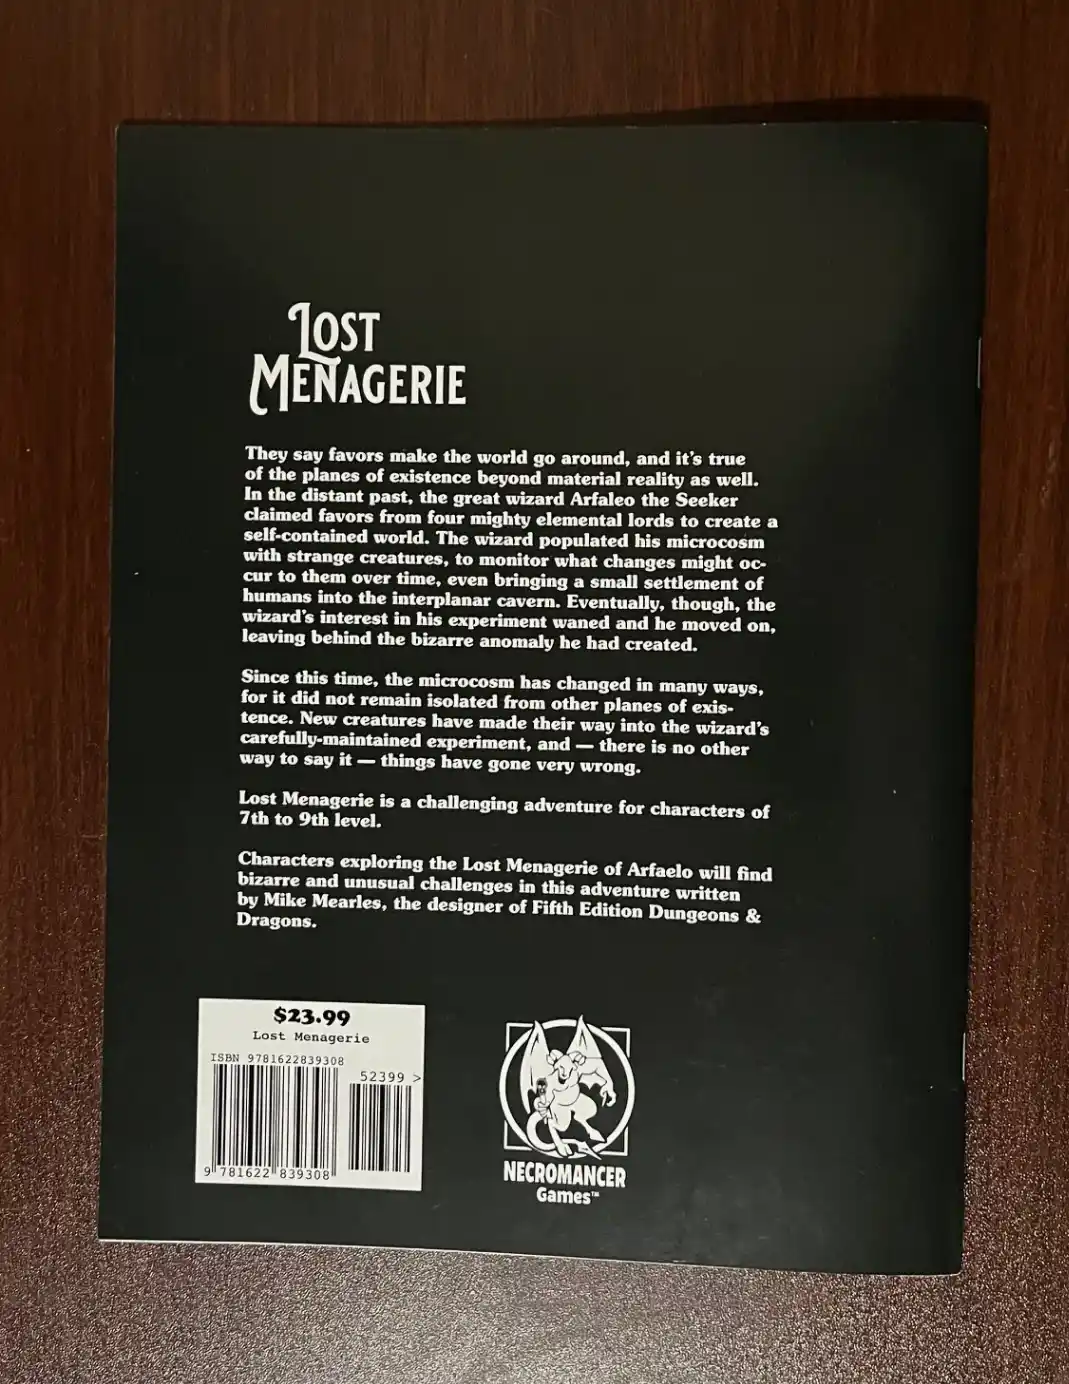 LOST
MENAGERIE
They say favors make the world go around, and it's true
of the planes of existence beyond material reality as well.
In the distant past, the great wizard Arfaleo the Seeker
claimed favors from four mighty elemental lords to create a
self-contained world. The wizard populated his microcosm
with strange creatures, to monitor what changes might oc-
cur to them over time, even bringing a small settlement of
humans into the interplanar cavern. Eventually, though, the
wizard's interest in his experiment waned and he moved on,
leaving behind the bizarre anomaly he had created.
Since this time, the microcosm has changed in many ways,
for it did not remain isolated from other planes of exis-
tence. New creatures have made their way into the wizard's
carefully-maintained experiment, and — there is no other
way to say it — things have gone very wrong.
Lost Menagerie is a challenging adventure for characters of
7th to 9th level.
Characters exploring the Lost Menagerie of Arfaelo will find
bizarre and unusual challenges in this adventure written
by Mike Mearles, the designer of Fifth Edition Dungeons &
Dragons.
$23.99
Lost Menagerie
ISBN 9781622839308
52399 >
9 781622 839308
NECROMANCER
Games™